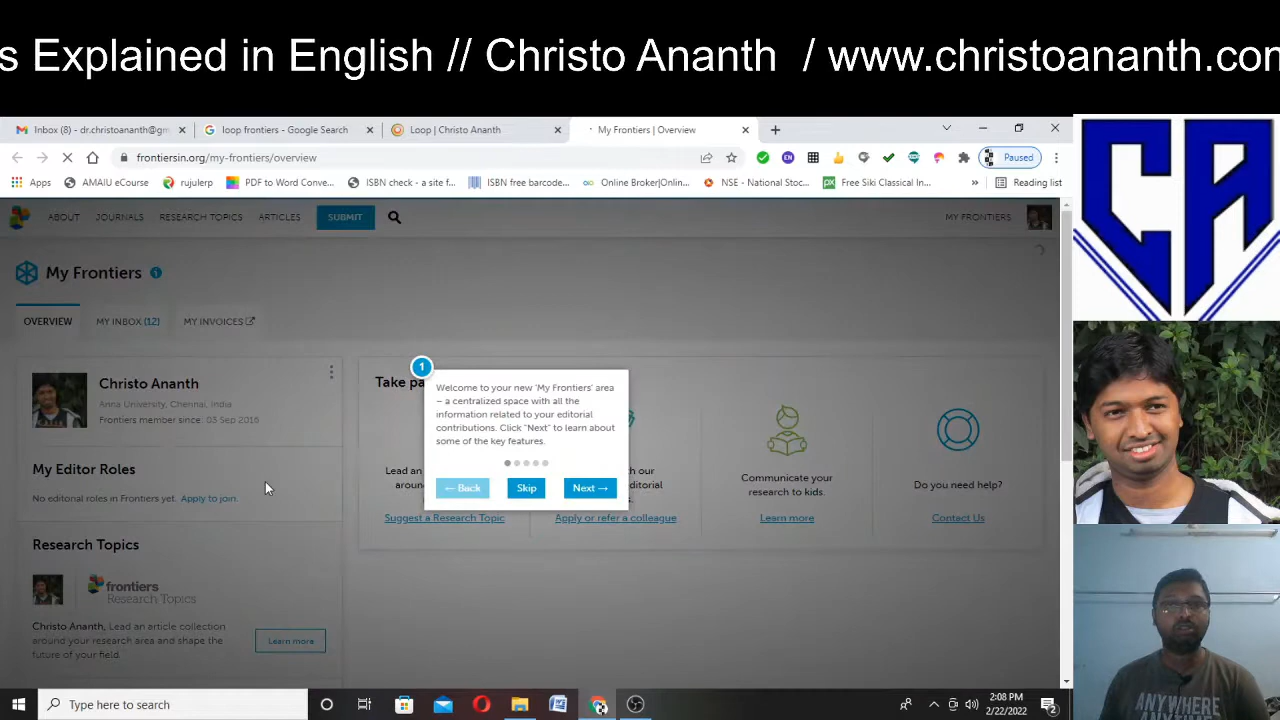 s Explained in English // Christo Ananth / www.christoananth.com
Inbox (8) - dr.christoananth@gm
loop frontiers - Google Search
Loop | Christo Ananth
My Frontiers | Overview
frontiersin.org/my-frontiers/overview
Paused
Apps
AMAIU eCourse
rujulerp
PDF to Word Conve...
ISBN check - a site f...
ISBN free barcode...
Online Broker|Onlin...
NSE - National Stoc...
Free Siki Classical In...
Reading list
ABOUT
JOURNALS
RESEARCH TOPICS
ARTICLES
SUBMIT
MY FRONTIERS
My Frontiers
OVERVIEW
MY INBOX (12)
MY INVOICES
Christo Ananth
Anna University, Chennai, India
Frontiers member since: 03 Sep 2016
My Editor Roles
No editorial roles in Frontiers yet. Apply to join.
Research Topics
frontiers
Research Topics
Christo Ananth, Lead an article collection
around your research area and shape the
future of your field.
Learn more
Take pa
1
Welcome to your new 'My Frontiers' area
– a centralized space with all the
information related to your editorial
contributions. Click "Next" to learn about
some of the key features.
← Back
Skip
Next →
Lead an
aroun
Suggest a Research Topic
h our
ditorial
Apply or refer a colleague
Communicate your
research to kids.
Learn more
Do you need help?
Contact Us
CA
ANYWHERE
Type here to search
2:08 PM
2/22/2022
2